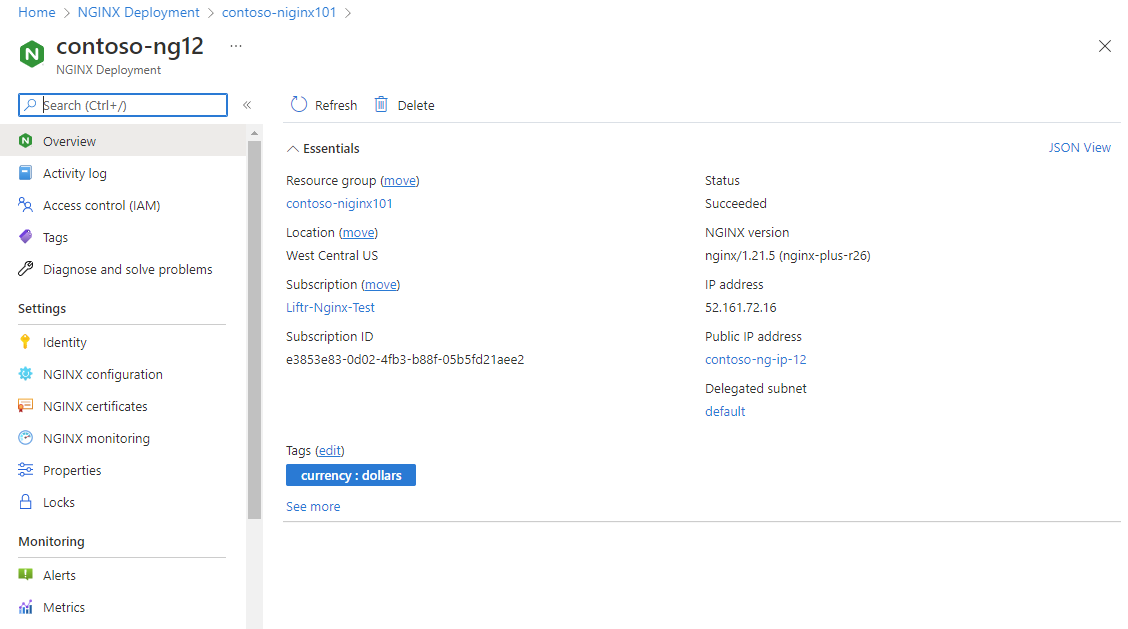 Home > NGINX Deployment > contoso-niginx101 >
contoso-ng12 ...
NGINX Deployment
Search (Ctrl+/)
«
Overview
Activity log
Access control (IAM)
Tags
Diagnose and solve problems
Settings
Identity
NGINX configuration
NGINX certificates
NGINX monitoring
Properties
Locks
Monitoring
Alerts
Metrics
Refresh Delete
Essentials
JSON View
Resource group (move)
contoso-niginx101
Location (move)
West Central US
Subscription (move)
Liftr-Nginx-Test
Subscription ID
e3853e83-0d02-4fb3-b88f-05b5fd21aee2
Status
Succeeded
NGINX version
nginx/1.21.5 (nginx-plus-r26)
IP address
52.161.72.16
Public IP address
contoso-ng-ip-12
Delegated subnet
default
Tags (edit)
currency : dollars
See more